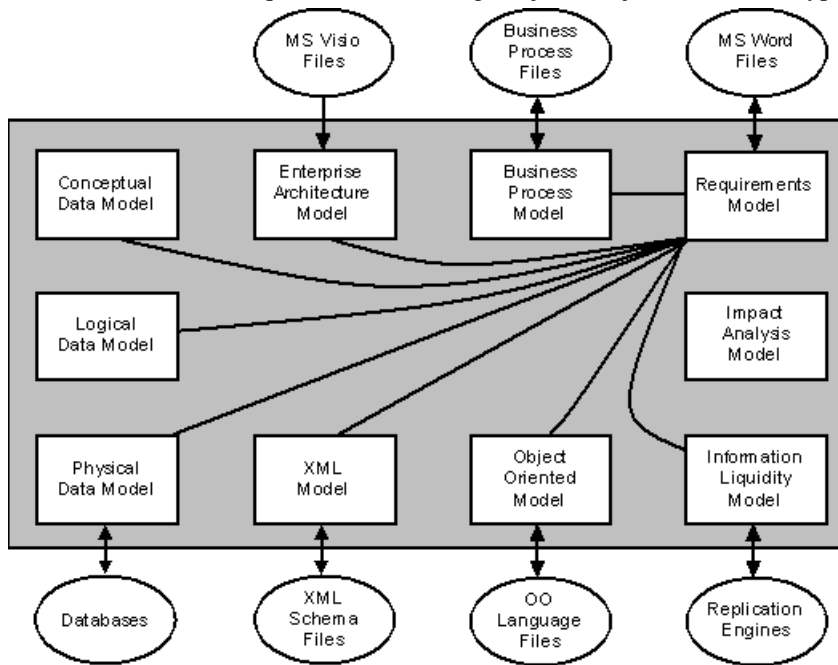 MS Visio
Files
Business
Process
Files
MS Word
Files
Conceptual
Data Model
Enterprise
Architecture
Model
Business
Process
Model
Requirements
Model
Logical
Data Model
Impact
Analysis
Model
Physical
Data Model
XML
Model
Object
Oriented
Model
Information
Liquidity
Model
Databases
XML
Schema
Files
OO
Language
Files
Replication
Engines